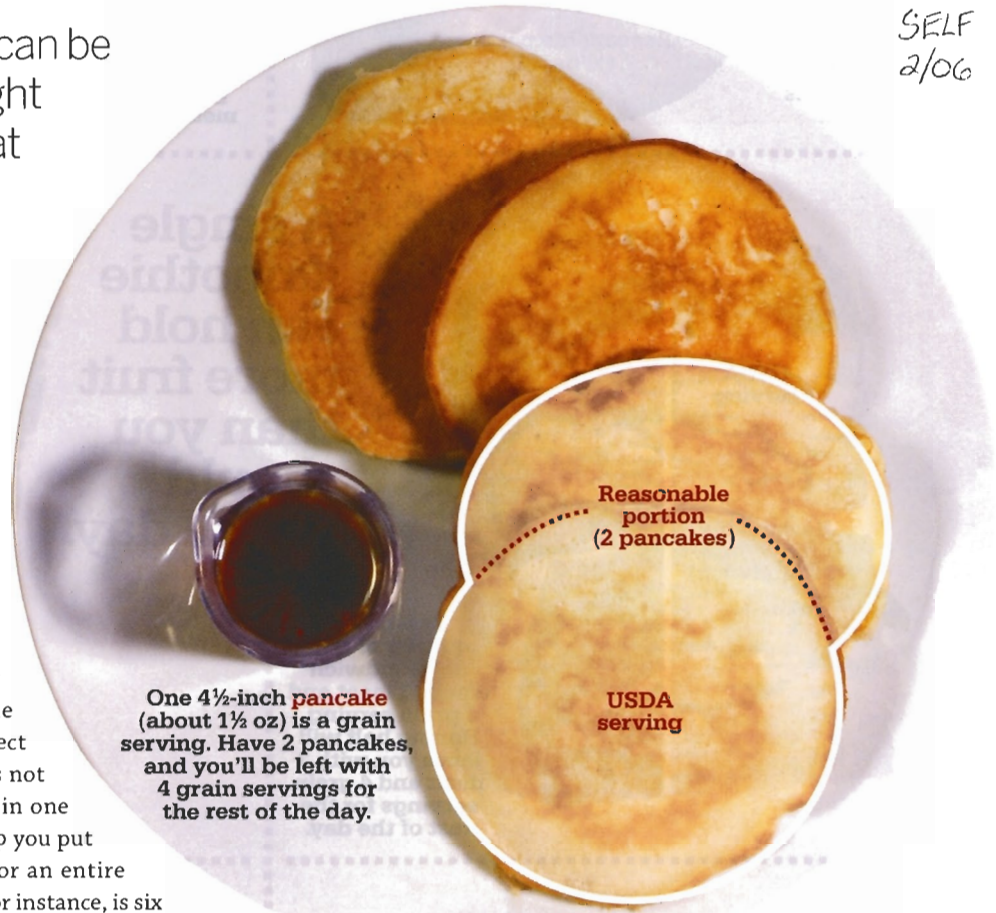 can be
ght
at
SELF
2/06
Reasonable
portion
(2 pancakes)
USDA
serving
One 4½-inch pancake
(about 1½ oz) is a grain
serving. Have 2 pancakes,
and you'll be left with
4 grain servings for
the rest of the day.
e
ect
s not
in one
p you put
or an entire
or instance, is six